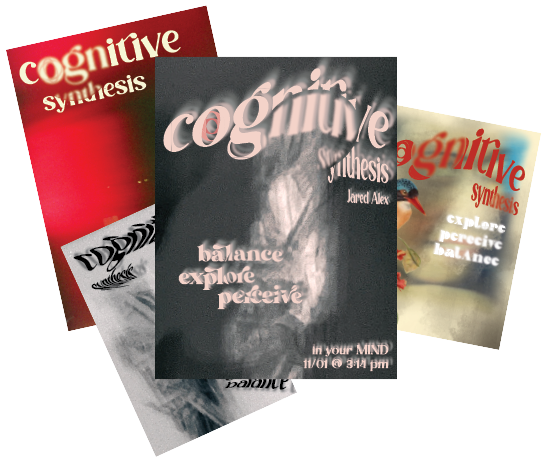 cognitive
synthesis
cognitive
synthesis
Jared Alex
balance
explore
perceive
in your MIND
11/01 @ 3:14 pm
cognitive
synthesis
explore
perceive
balance
synthesis
balance